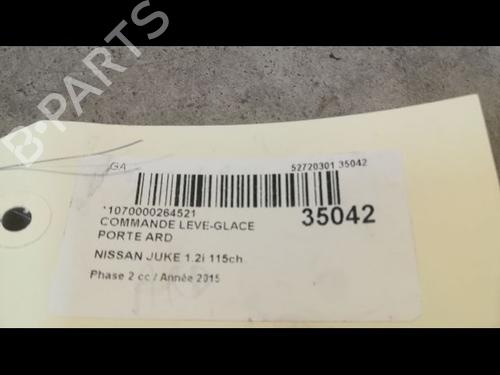 B-PARTS
GA
52720301 35042
*1070000264521
35042
COMMANDE LEVE-GLACE
PORTE ARD
NISSAN JUKE 1.2i 115ch
Phase 2 cc / Année 2015